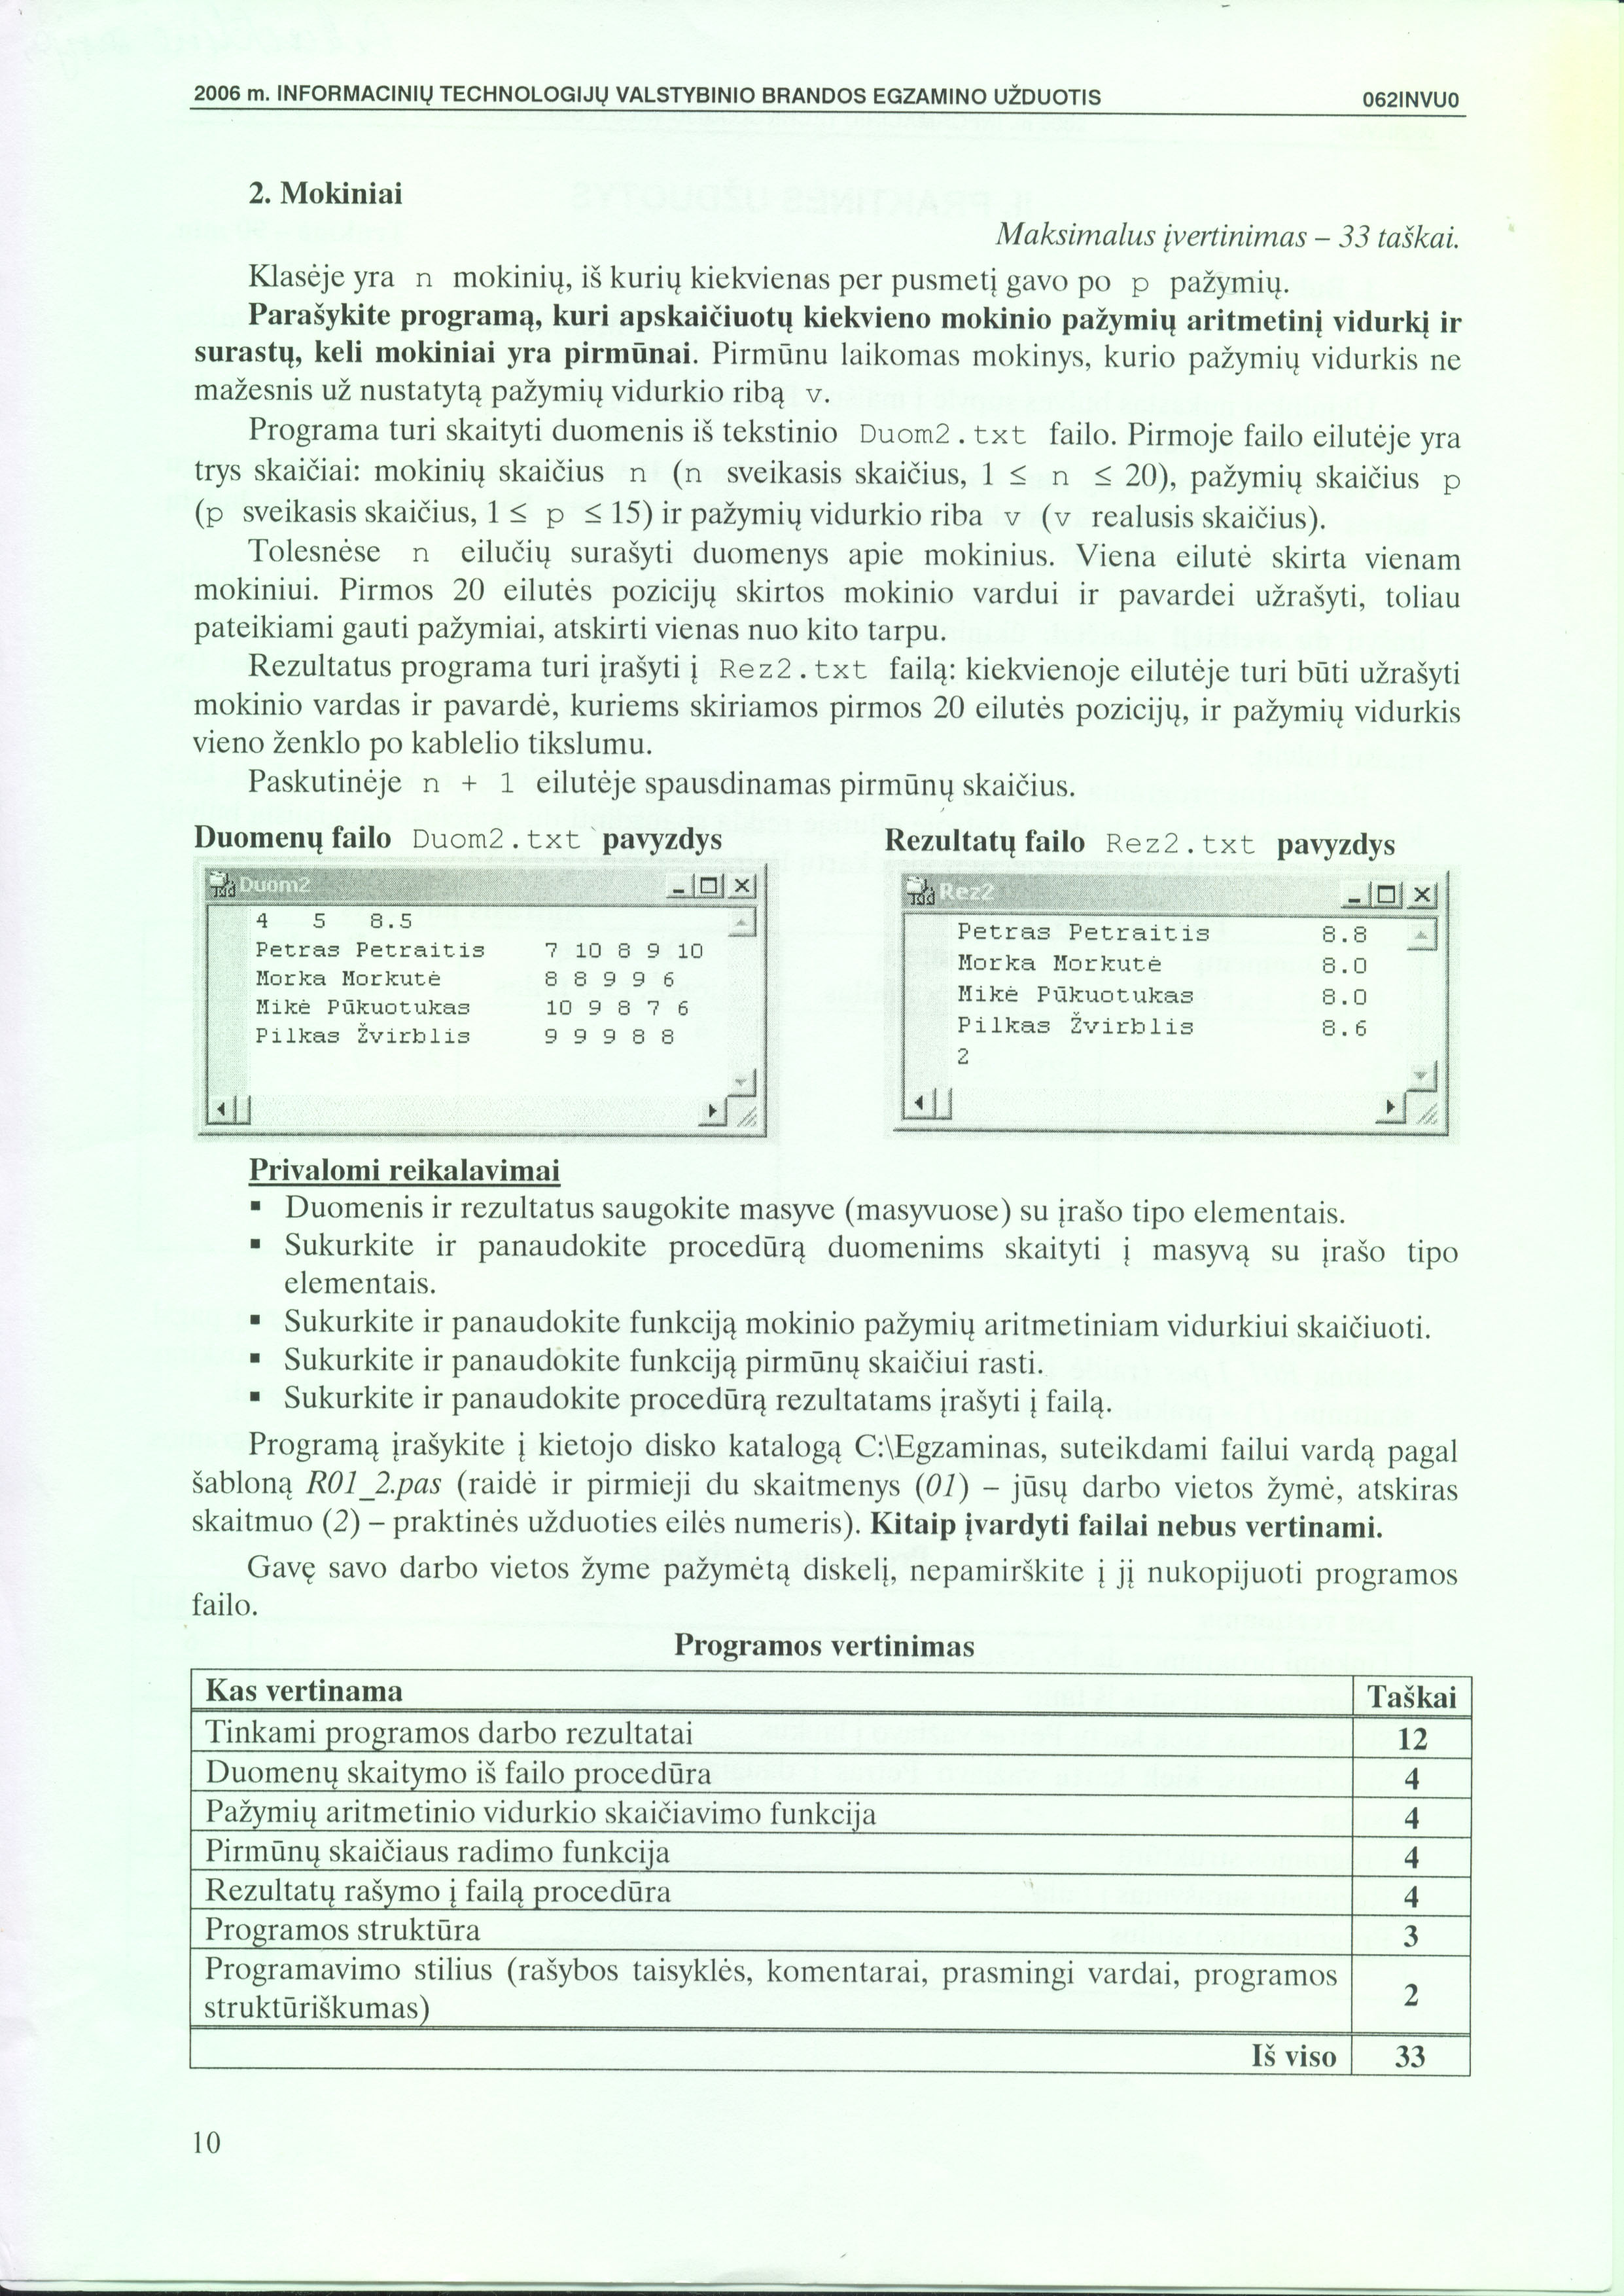 2006 m. INFORMACINIŲ TECHNOLOGIJŲ VALSTYBINIO BRANDOS EGZAMINO UŽDUOTIS 062INVU0
2. Mokiniai
Maksimalus įvertinimas – 33 taškai.
Klasėje yra n mokinių, iš kurių kiekvienas per pusmetį gavo po p pažymių.
Parašykite programą, kuri apskaičiuotų kiekvieno mokinio pažymių aritmetinį vidurkį ir
surastų, keli mokiniai yra pirmūnai. Pirmūnu laikomas mokinys, kurio pažymių vidurkis ne
mažesnis už nustatytą pažymių vidurkio ribą v.
Programa turi skaityti duomenis iš tekstinio Duom2.txt failo. Pirmoje failo eilutėje yra
trys skaičiai: mokinių skaičius n (n sveikasis skaičius, 1 ≤ n ≤ 20), pažymių skaičius p
(p sveikasis skaičius, 1 ≤ p ≤ 15) ir pažymių vidurkio riba v (v realusis skaičius).
Tolesnėse n eilučių surašyti duomenys apie mokinius. Viena eilutė skirta vienam
mokiniui. Pirmos 20 eilutės pozicijų skirtos mokinio vardui ir pavardei užrašyti, toliau
pateikiami gauti pažymiai, atskirti vienas nuo kito tarpu.
Rezultatus programa turi įrašyti į Rez2.txt failą: kiekvienoje eilutėje turi būti užrašyti
mokinio vardas ir pavardė, kuriems skiriamos pirmos 20 eilutės pozicijų, ir pažymių vidurkis
vieno ženklo po kablelio tikslumu.
Paskutinėje n + 1 eilutėje spausdinamas pirmūnų skaičius.
Duomenų failo Duom2.txt pavyzdys
Duom2
4 5 8.5
Petras Petraitis 7 10 8 9 10
Morka Morkutė 8 8 9 9 6
Mikė Pūkuotukas 10 9 8 7 6
Pilkas Žvirblis 9 9 9 8 8
Rezultatų failo Rez2.txt pavyzdys
Rez2
Petras Petraitis 8.8
Morka Morkutė 8.0
Mikė Pūkuotukas 8.0
Pilkas Žvirblis 8.6
2
Privalomi reikalavimai
▪ Duomenis ir rezultatus saugokite masyve (masyvuose) su įrašo tipo elementais.
▪ Sukurkite ir panaudokite procedūrą duomenims skaityti į masyvą su įrašo tipo
elementais.
▪ Sukurkite ir panaudokite funkciją mokinio pažymių aritmetiniam vidurkiui skaičiuoti.
▪ Sukurkite ir panaudokite funkciją pirmūnų skaičiui rasti.
▪ Sukurkite ir panaudokite procedūrą rezultatams įrašyti į failą.
Programą įrašykite į kietojo disko katalogą C:\Egzaminas, suteikdami failui vardą pagal
šabloną R01_2.pas (raidė ir pirmieji du skaitmenys (01) – jūsų darbo vietos žymė, atskiras
skaitmuo (2) – praktinės užduoties eilės numeris). Kitaip įvardyti failai nebus vertinami.
Gavę savo darbo vietos žyme pažymėtą diskelį, nepamirškite į jį nukopijuoti programos
failo.
Programos vertinimas
Kas vertinama Taškai
Tinkami programos darbo rezultatai 12
Duomenų skaitymo iš failo procedūra 4
Pažymių aritmetinio vidurkio skaičiavimo funkcija 4
Pirmūnų skaičiaus radimo funkcija 4
Rezultatų rašymo į failą procedūra 4
Programos struktūra 3
Programavimo stilius (rašybos taisyklės, komentarai, prasmingi vardai, programos
struktūriškumas) 2
Iš viso 33
10